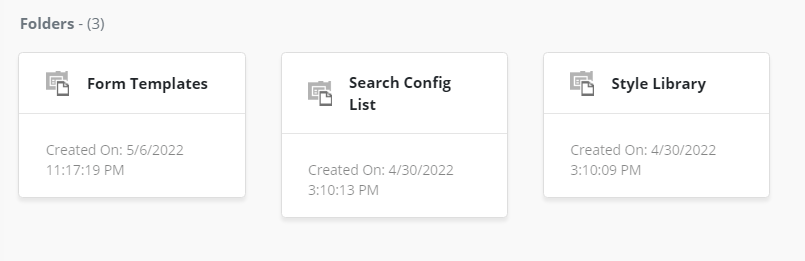 Folders - (3)
Form Templates
Created On: 5/6/2022
11:17:19 PM
Search Config
List
Created On: 4/30/2022
3:10:13 PM
Style Library
Created On: 4/30/2022
3:10:09 PM